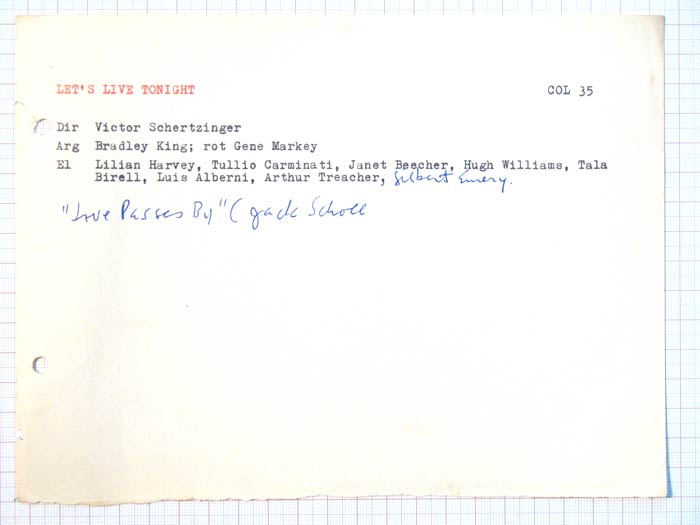 LET'S LIVE TONIGHT COL 35
Dir Victor Schertzinger
Arg Bradley King; rot Gene Markey
El Lilian Harvey, Tullio Carminati, Janet Beecher, Hugh Williams, Tala
Birell, Luis Alberni, Arthur Treacher, Gilbert Emery.
"Love Passes By" (Jack Scholl